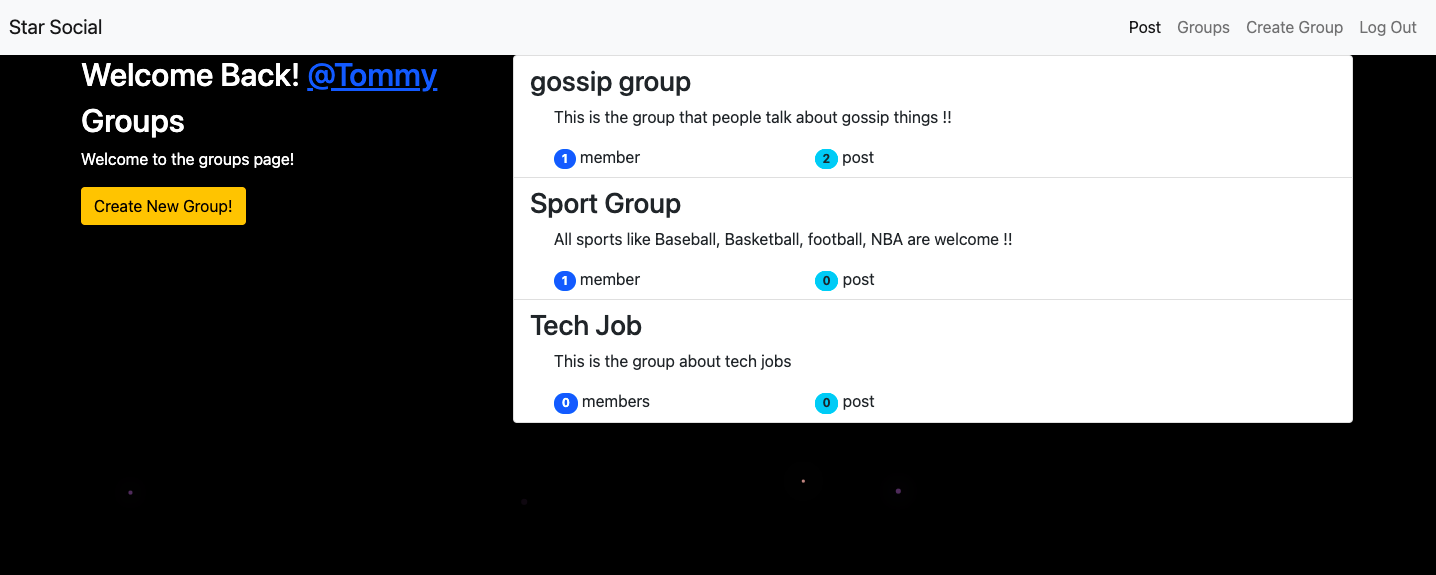 Star Social
Post Groups Create Group Log Out
Welcome Back! @Tommy
Groups
Welcome to the groups page!
Create New Group!
gossip group
This is the group that people talk about gossip things !!
1 member 2 post
Sport Group
All sports like Baseball, Basketball, football, NBA are welcome !!
1 member 0 post
Tech Job
This is the group about tech jobs
0 members 0 post